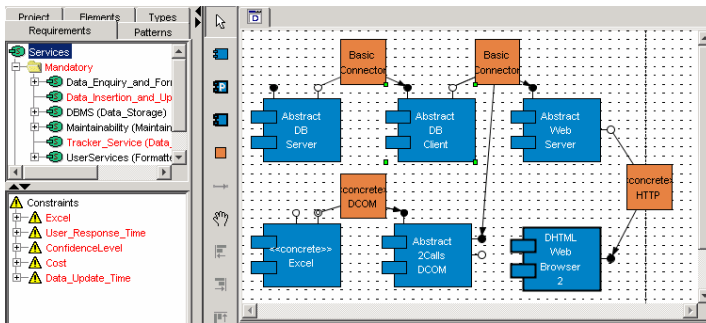 Project Elements Types
Requirements Patterns
Services
Mandatory
Data_Enquiry_and_Forr
Data_Insertion_and_Up
DBMS (Data_Storage)
Maintainability (Maintain
Tracker_Service (Data_
UserServices (Formatte
Constraints
Excel
User_Response_Time
ConfidenceLevel
Cost
Data_Update_Time
D
P
Basic
Connector
Basic
Connector
Abstract
DB
Server
Abstract
DB
Client
Abstract
Web
Server
<concrete>
DCOM
<concrete>
HTTP
<<concrete>>
Excel
Abstract
2Calls
DCOM
DHTML
Web
Browser
2